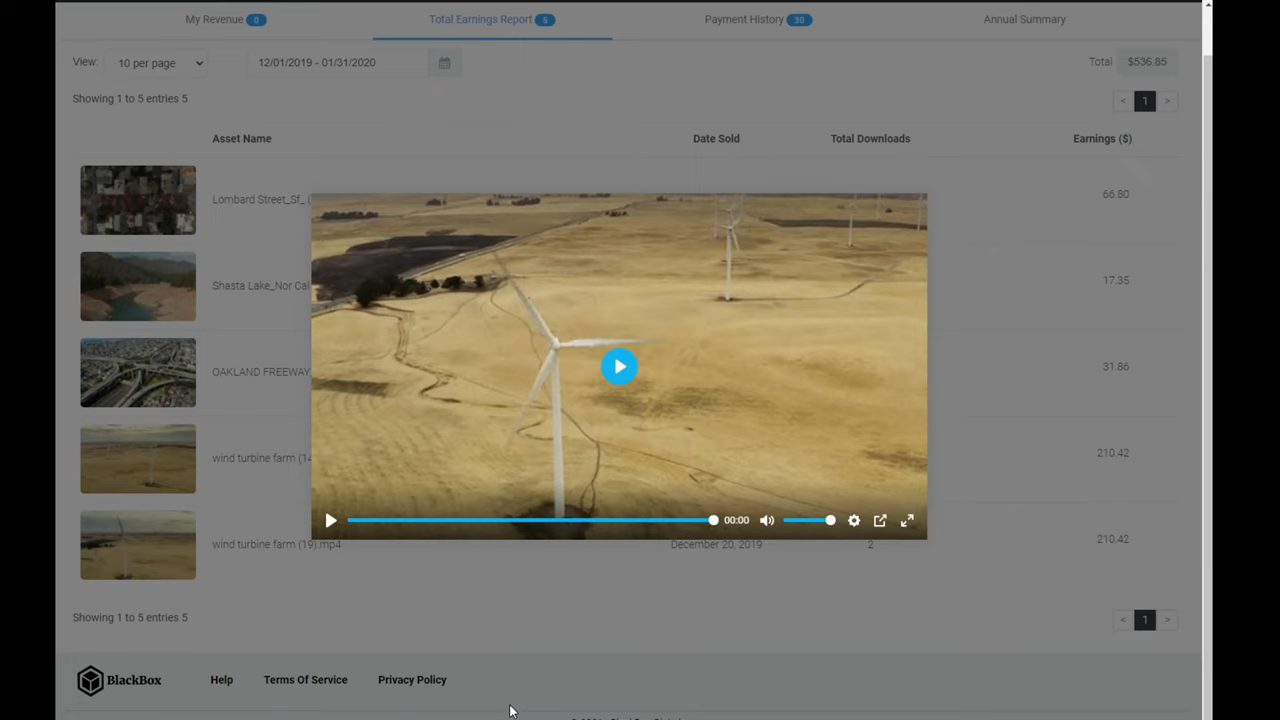 My Revenue 0 Total Earnings Report 5 Payment History 30 Annual Summary
View: 10 per page 12/01/2019 - 01/31/2020 Total $536.85
Showing 1 to 5 entries 5 < 1 >
Asset Name Date Sold Total Downloads Earnings ($)
Lombard Street_Sf_ ( 66.80
Shasta Lake_Nor Cal 17.35
OAKLAND FREEWAY 31.86
wind turbine farm (14 210.42
00:00
wind turbine farm (19).mp4 December 20, 2019 2 210.42
Showing 1 to 5 entries 5 < 1 >
BlackBox Help Terms Of Service Privacy Policy